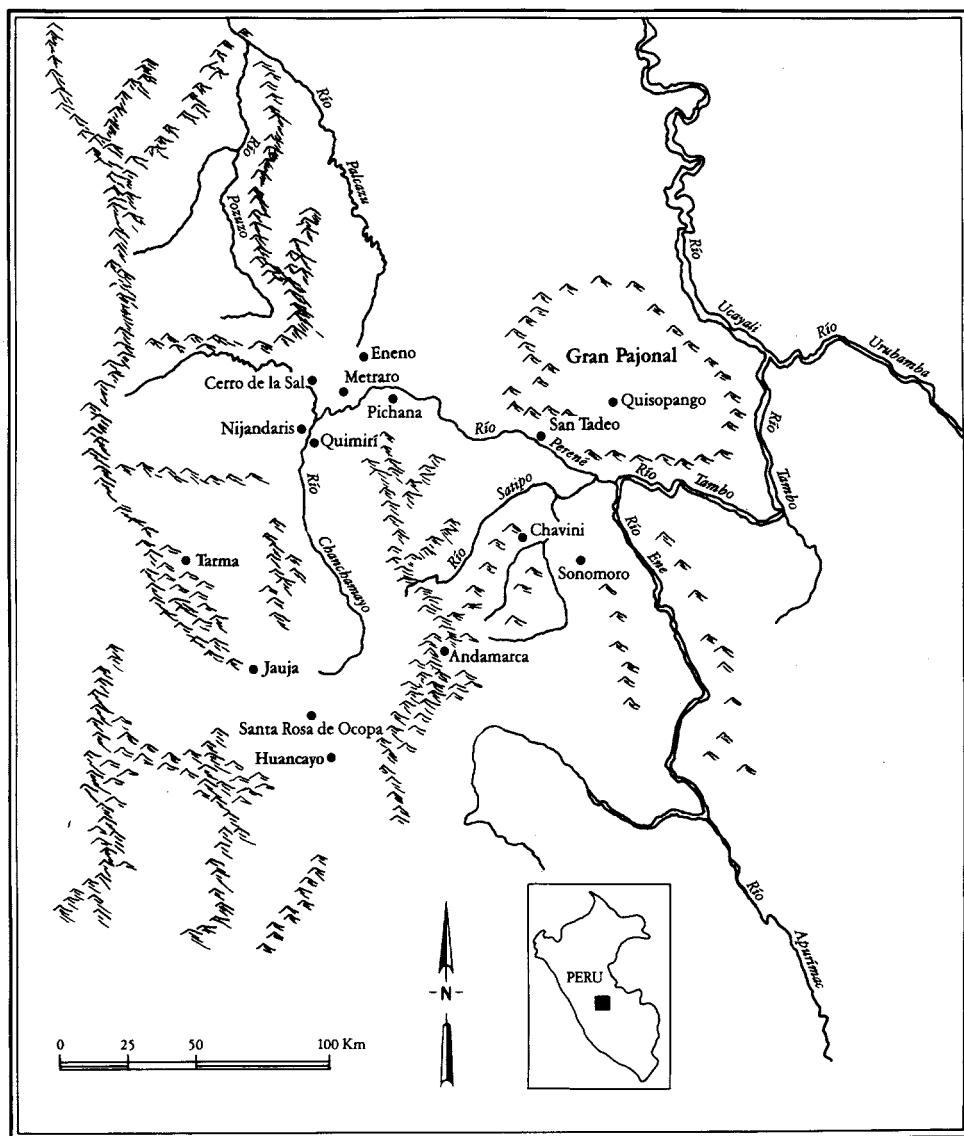 Río
Palcazu
Río
Pozuzo
Río
Ucayali
Río
Urubamba
Eneno
Gran Pajonal
Cerro de la Sal
Metraro
Pichana
Quisopango
Nijandaris
Quimirí
San Tadeo
Río
Perené
Río
Tambo
Río
Tambo
Río
Chanchamayo
Río
Satipo
Chavini
Río
Ene
Tarma
Sonomoro
Andamarca
Jauja
Santa Rosa de Ocopa
Huancayo
Río
Apurímac
N
PERU
0 25 50 100 Km